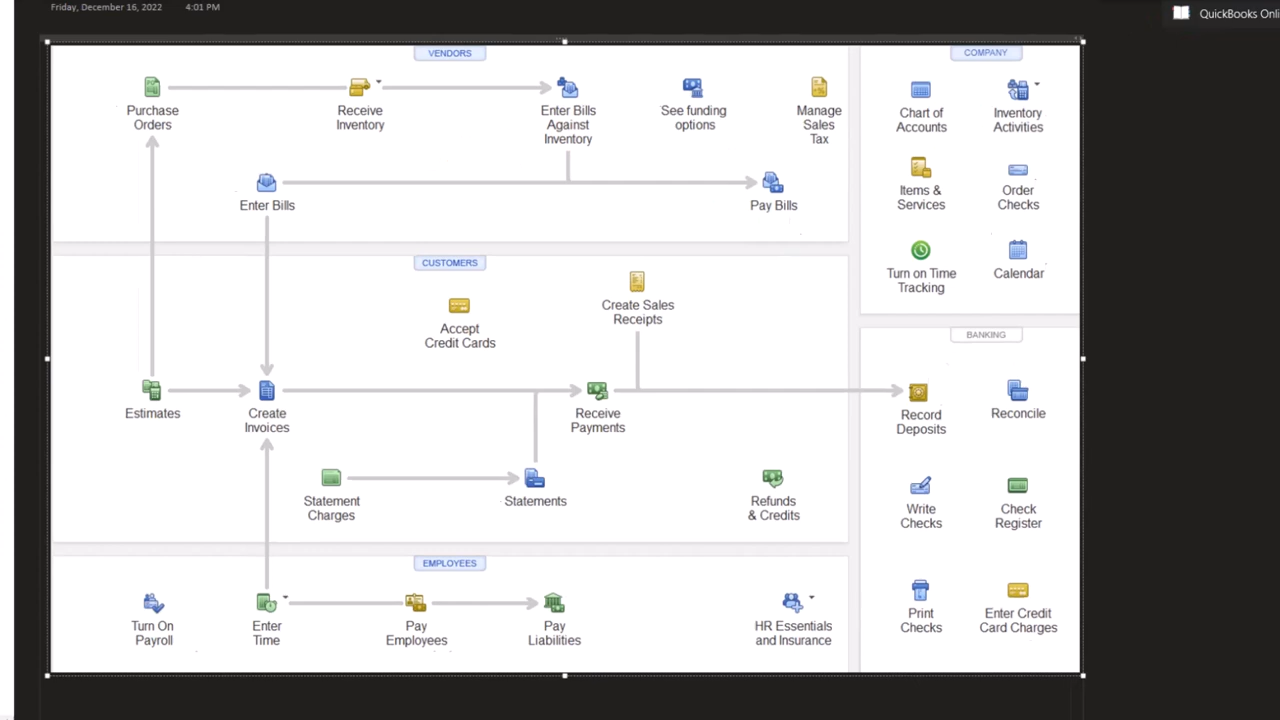 Friday, December 16, 2022 4:01 PM
QuickBooks Onli
VENDORS
Purchase
Orders
Receive
Inventory
Enter Bills
Against
Inventory
See funding
options
Manage
Sales
Tax
Enter Bills
Pay Bills
CUSTOMERS
Accept
Credit Cards
Create Sales
Receipts
Estimates
Create
Invoices
Receive
Payments
Statement
Charges
Statements
Refunds
& Credits
EMPLOYEES
Turn On
Payroll
Enter
Time
Pay
Employees
Pay
Liabilities
HR Essentials
and Insurance
COMPANY
Chart of
Accounts
Inventory
Activities
Items &
Services
Order
Checks
Turn on Time
Tracking
Calendar
BANKING
Record
Deposits
Reconcile
Write
Checks
Check
Register
Print
Checks
Enter Credit
Card Charges